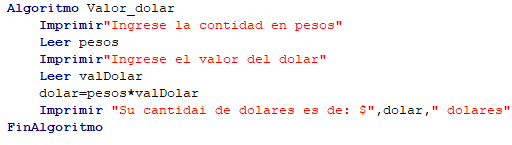 Algoritmo Valor_dolar
Imprimir"Ingrese la contidad en pesos"
Leer pesos
Imprimir"Ingrese el valor del dolar"
Leer valDolar
dolar=pesos*valDolar
Imprimir "Su cantidai de dolares es de: $",dolar," dolares"
FinAlgoritmo